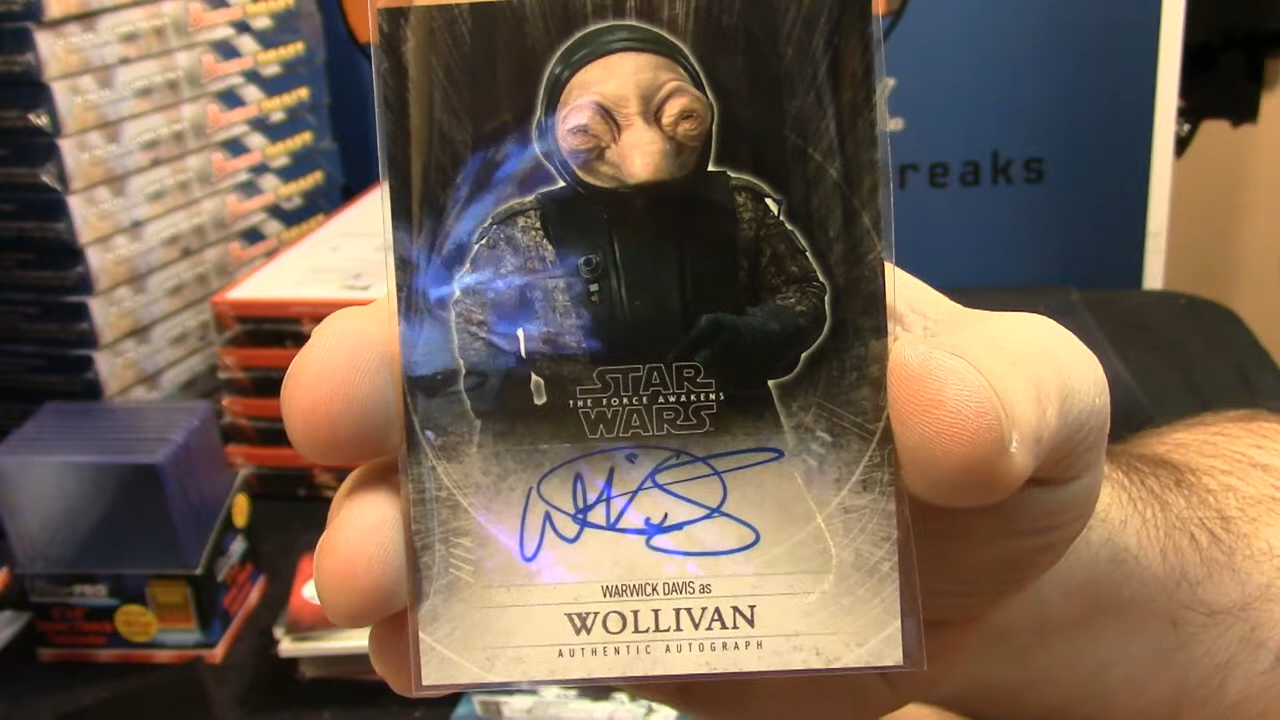 reaks
STAR
THE FORCE AWAKENS
WARS
WARWICK DAVIS as
WOLLIVAN
AUTHENTIC AUTOGRAPH